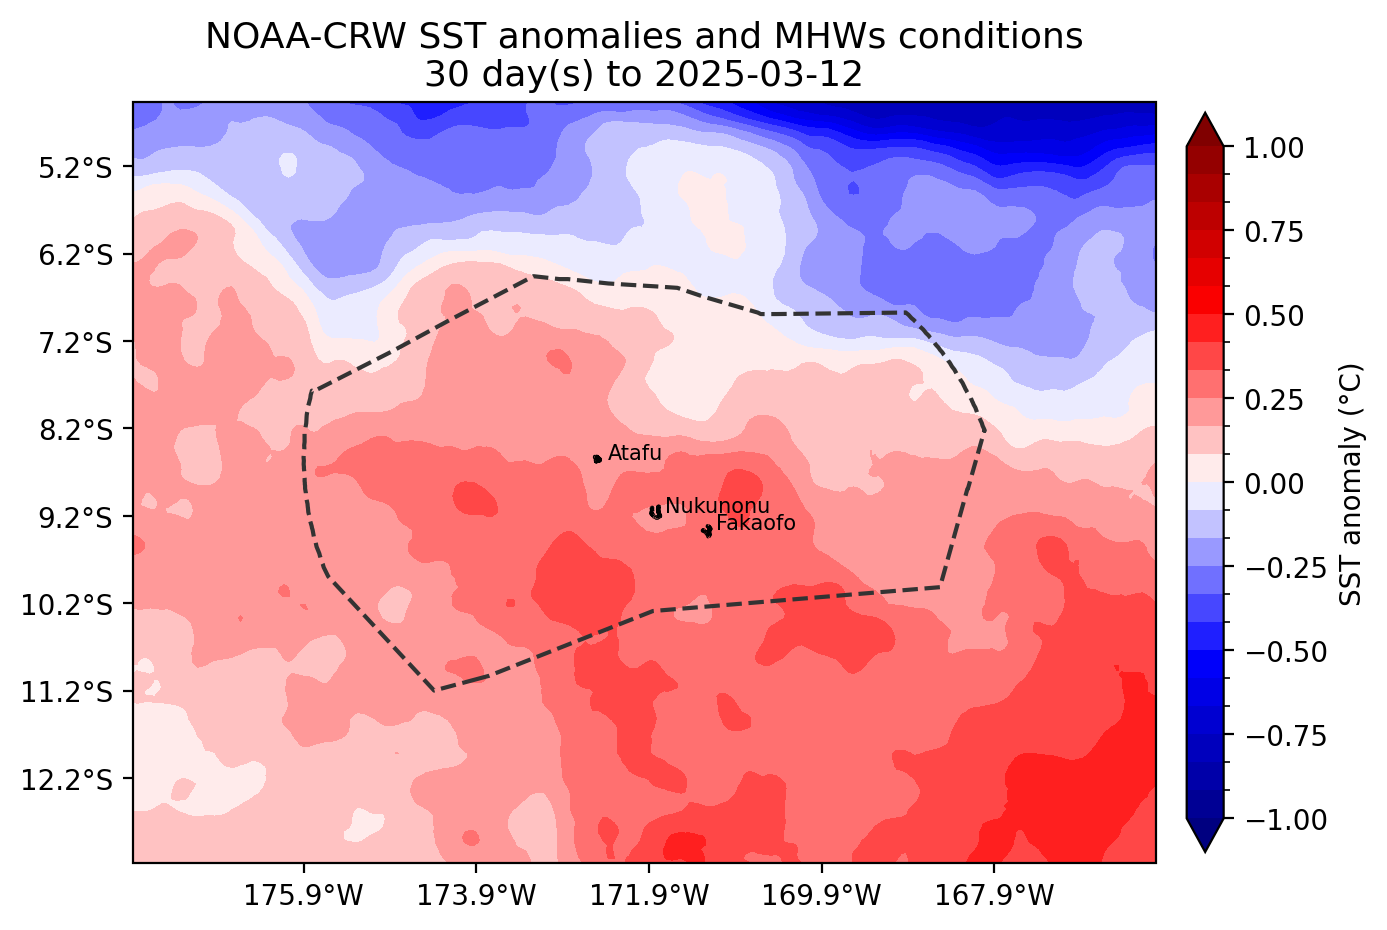 NOAA-CRW SST anomalies and MHWs conditions
30 day(s) to 2025-03-12
5.2°S
6.2°S
7.2°S
8.2°S
9.2°S
10.2°S
11.2°S
12.2°S
Atafu
Nukunonu
Fakaofo
175.9°W
173.9°W
171.9°W
169.9°W
167.9°W
1.00
0.75
0.50
0.25
0.00
−0.25
−0.50
−0.75
−1.00
SST anomaly (°C)